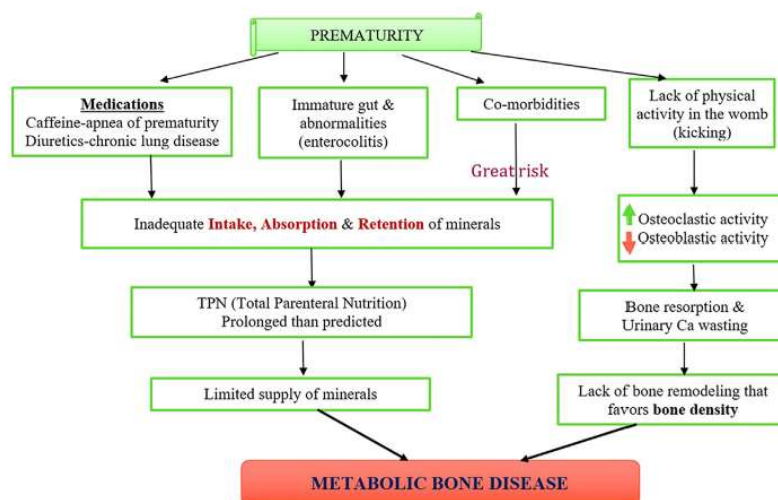 PREMATURITY
Medications
Caffeine-apnea of prematurity
Diuretics-chronic lung disease
Immature gut &
abnormalities
(enterocolitis)
Co-morbidities
Lack of physical
activity in the womb
(kicking)
Great risk
Inadequate Intake, Absorption & Retention of minerals
Osteoclastic activity
Osteoblastic activity
TPN (Total Parenteral Nutrition)
Prolonged than predicted
Bone resorption &
Urinary Ca wasting
Limited supply of minerals
Lack of bone remodeling that
favors bone density
METABOLIC BONE DISEASE